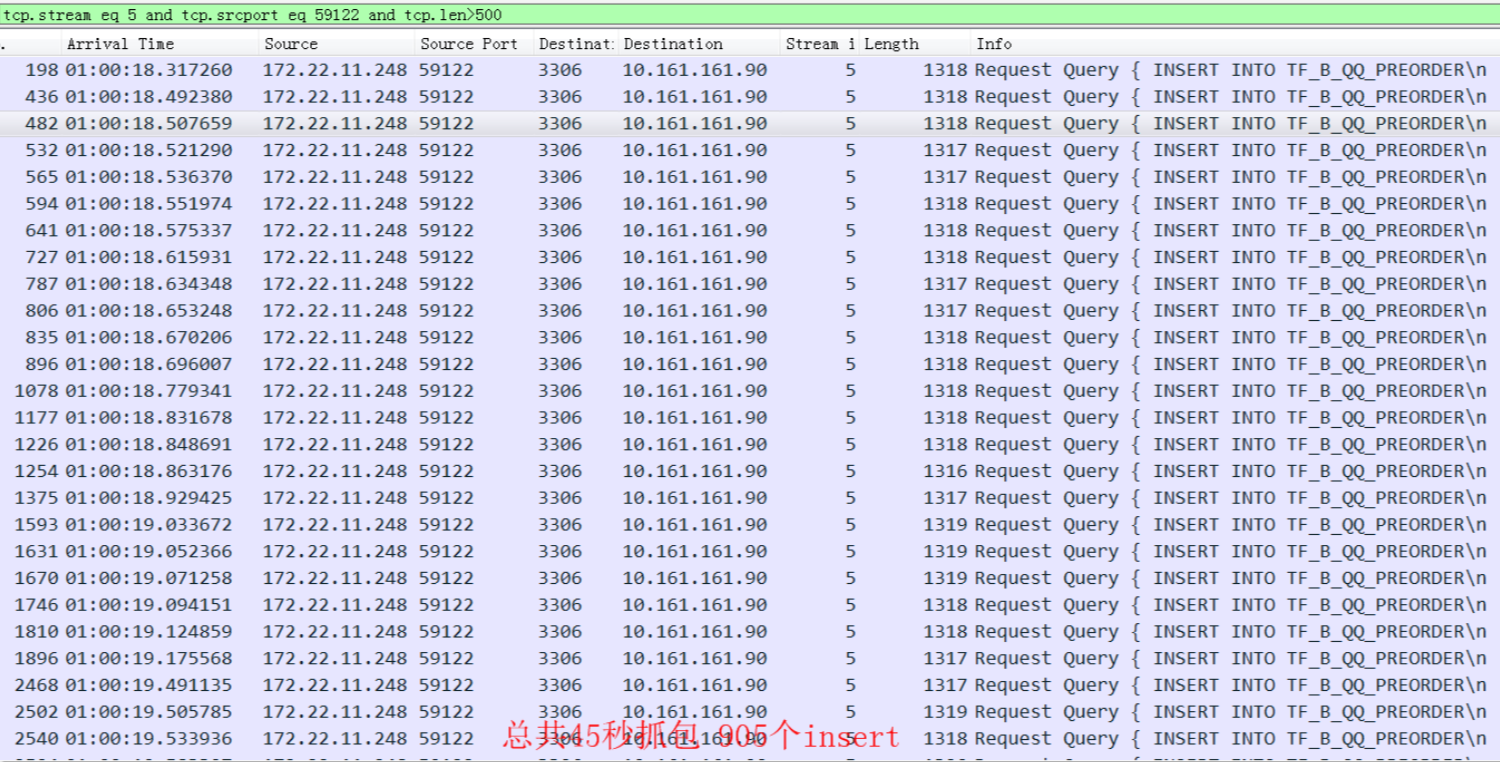 tcp.stream eq 5 and tcp.srcport eq 59122 and tcp.len>500
. Arrival Time Source Source Port Destinat: Destination Stream i Length Info
198 01:00:18.317260 172.22.11.248 59122 3306 10.161.161.90 5 1318 Request Query { INSERT INTO TF_B_QQ_PREORDER\n
436 01:00:18.492380 172.22.11.248 59122 3306 10.161.161.90 5 1318 Request Query { INSERT INTO TF_B_QQ_PREORDER\n
482 01:00:18.507659 172.22.11.248 59122 3306 10.161.161.90 5 1318 Request Query { INSERT INTO TF_B_QQ_PREORDER\n
532 01:00:18.521290 172.22.11.248 59122 3306 10.161.161.90 5 1317 Request Query { INSERT INTO TF_B_QQ_PREORDER\n
565 01:00:18.536370 172.22.11.248 59122 3306 10.161.161.90 5 1317 Request Query { INSERT INTO TF_B_QQ_PREORDER\n
594 01:00:18.551974 172.22.11.248 59122 3306 10.161.161.90 5 1318 Request Query { INSERT INTO TF_B_QQ_PREORDER\n
641 01:00:18.575337 172.22.11.248 59122 3306 10.161.161.90 5 1318 Request Query { INSERT INTO TF_B_QQ_PREORDER\n
727 01:00:18.615931 172.22.11.248 59122 3306 10.161.161.90 5 1318 Request Query { INSERT INTO TF_B_QQ_PREORDER\n
787 01:00:18.634348 172.22.11.248 59122 3306 10.161.161.90 5 1317 Request Query { INSERT INTO TF_B_QQ_PREORDER\n
806 01:00:18.653248 172.22.11.248 59122 3306 10.161.161.90 5 1317 Request Query { INSERT INTO TF_B_QQ_PREORDER\n
835 01:00:18.670206 172.22.11.248 59122 3306 10.161.161.90 5 1318 Request Query { INSERT INTO TF_B_QQ_PREORDER\n
896 01:00:18.696007 172.22.11.248 59122 3306 10.161.161.90 5 1318 Request Query { INSERT INTO TF_B_QQ_PREORDER\n
1078 01:00:18.779341 172.22.11.248 59122 3306 10.161.161.90 5 1318 Request Query { INSERT INTO TF_B_QQ_PREORDER\n
1177 01:00:18.831678 172.22.11.248 59122 3306 10.161.161.90 5 1318 Request Query { INSERT INTO TF_B_QQ_PREORDER\n
1226 01:00:18.848691 172.22.11.248 59122 3306 10.161.161.90 5 1318 Request Query { INSERT INTO TF_B_QQ_PREORDER\n
1254 01:00:18.863176 172.22.11.248 59122 3306 10.161.161.90 5 1316 Request Query { INSERT INTO TF_B_QQ_PREORDER\n
1375 01:00:18.929425 172.22.11.248 59122 3306 10.161.161.90 5 1317 Request Query { INSERT INTO TF_B_QQ_PREORDER\n
1593 01:00:19.033672 172.22.11.248 59122 3306 10.161.161.90 5 1319 Request Query { INSERT INTO TF_B_QQ_PREORDER\n
1631 01:00:19.052366 172.22.11.248 59122 3306 10.161.161.90 5 1319 Request Query { INSERT INTO TF_B_QQ_PREORDER\n
1670 01:00:19.071258 172.22.11.248 59122 3306 10.161.161.90 5 1319 Request Query { INSERT INTO TF_B_QQ_PREORDER\n
1746 01:00:19.094151 172.22.11.248 59122 3306 10.161.161.90 5 1318 Request Query { INSERT INTO TF_B_QQ_PREORDER\n
1810 01:00:19.124859 172.22.11.248 59122 3306 10.161.161.90 5 1318 Request Query { INSERT INTO TF_B_QQ_PREORDER\n
1896 01:00:19.175568 172.22.11.248 59122 3306 10.161.161.90 5 1317 Request Query { INSERT INTO TF_B_QQ_PREORDER\n
2468 01:00:19.491135 172.22.11.248 59122 3306 10.161.161.90 5 1317 Request Query { INSERT INTO TF_B_QQ_PREORDER\n
2502 01:00:19.505785 172.22.11.248 59122 3306 10.161.161.90 5 1319 Request Query { INSERT INTO TF_B_QQ_PREORDER\n
2540 01:00:19.533936 172.22.11.248 59122 3306 10.161.161.90 5 1318 Request Query { INSERT INTO TF_B_QQ_PREORDER\n
总共45秒抓包 905个insert